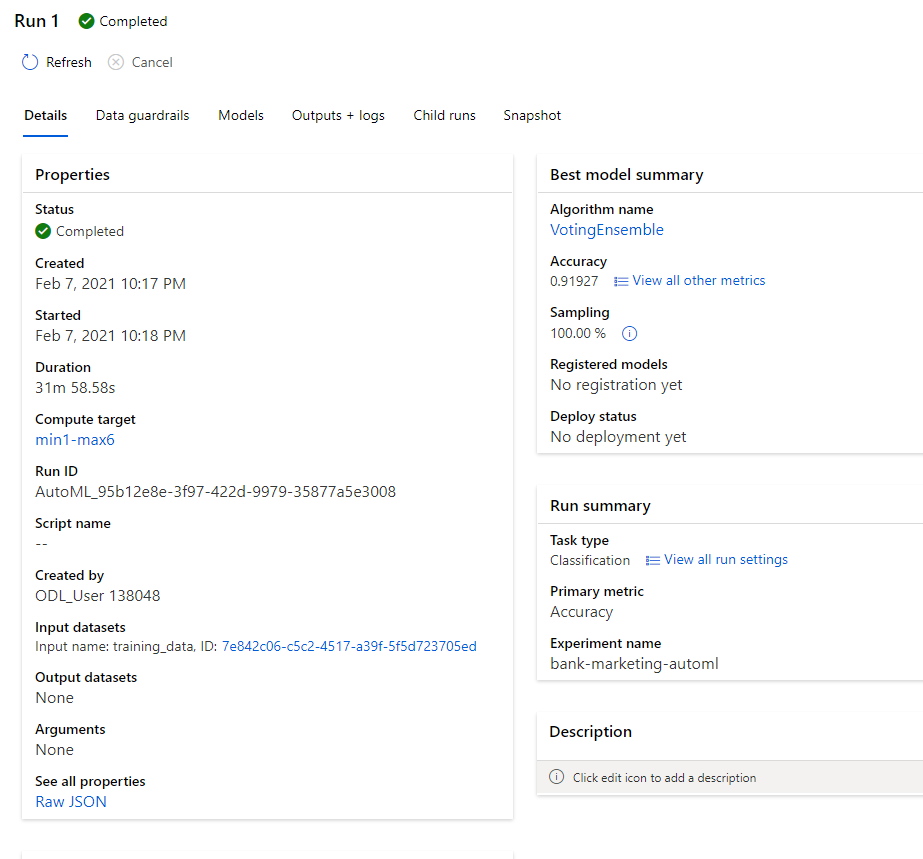 Run 1 Completed
Refresh Cancel
Details Data guardrails Models Outputs + logs Child runs Snapshot
Properties
Status
Completed
Created
Feb 7, 2021 10:17 PM
Started
Feb 7, 2021 10:18 PM
Duration
31m 58.58s
Compute target
min1-max6
Run ID
AutoML_95b12e8e-3f97-422d-9979-35877a5e3008
Script name
--
Created by
ODL_User 138048
Input datasets
Input name: training_data, ID: 7e842c06-c5c2-4517-a39f-5f5d723705ed
Output datasets
None
Arguments
None
See all properties
Raw JSON
Best model summary
Algorithm name
VotingEnsemble
Accuracy
0.91927 View all other metrics
Sampling
100.00 %
Registered models
No registration yet
Deploy status
No deployment yet
Run summary
Task type
Classification View all run settings
Primary metric
Accuracy
Experiment name
bank-marketing-automl
Description
Click edit icon to add a description